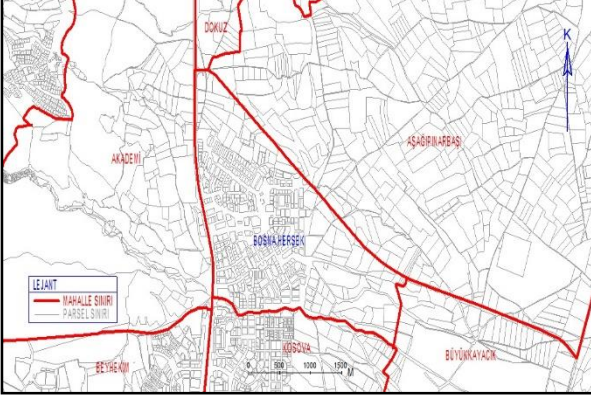 DOKUZ
K
AŞAĞIPINARBAŞI
AKADEMİ
BOSNA HERSEK
LEJANT
MAHALLE SINIRI
PARSEL SINIRI
BEYHEKİM
KOSOVA
BÜYÜKKAYACIK
0 500 1000 1500 M